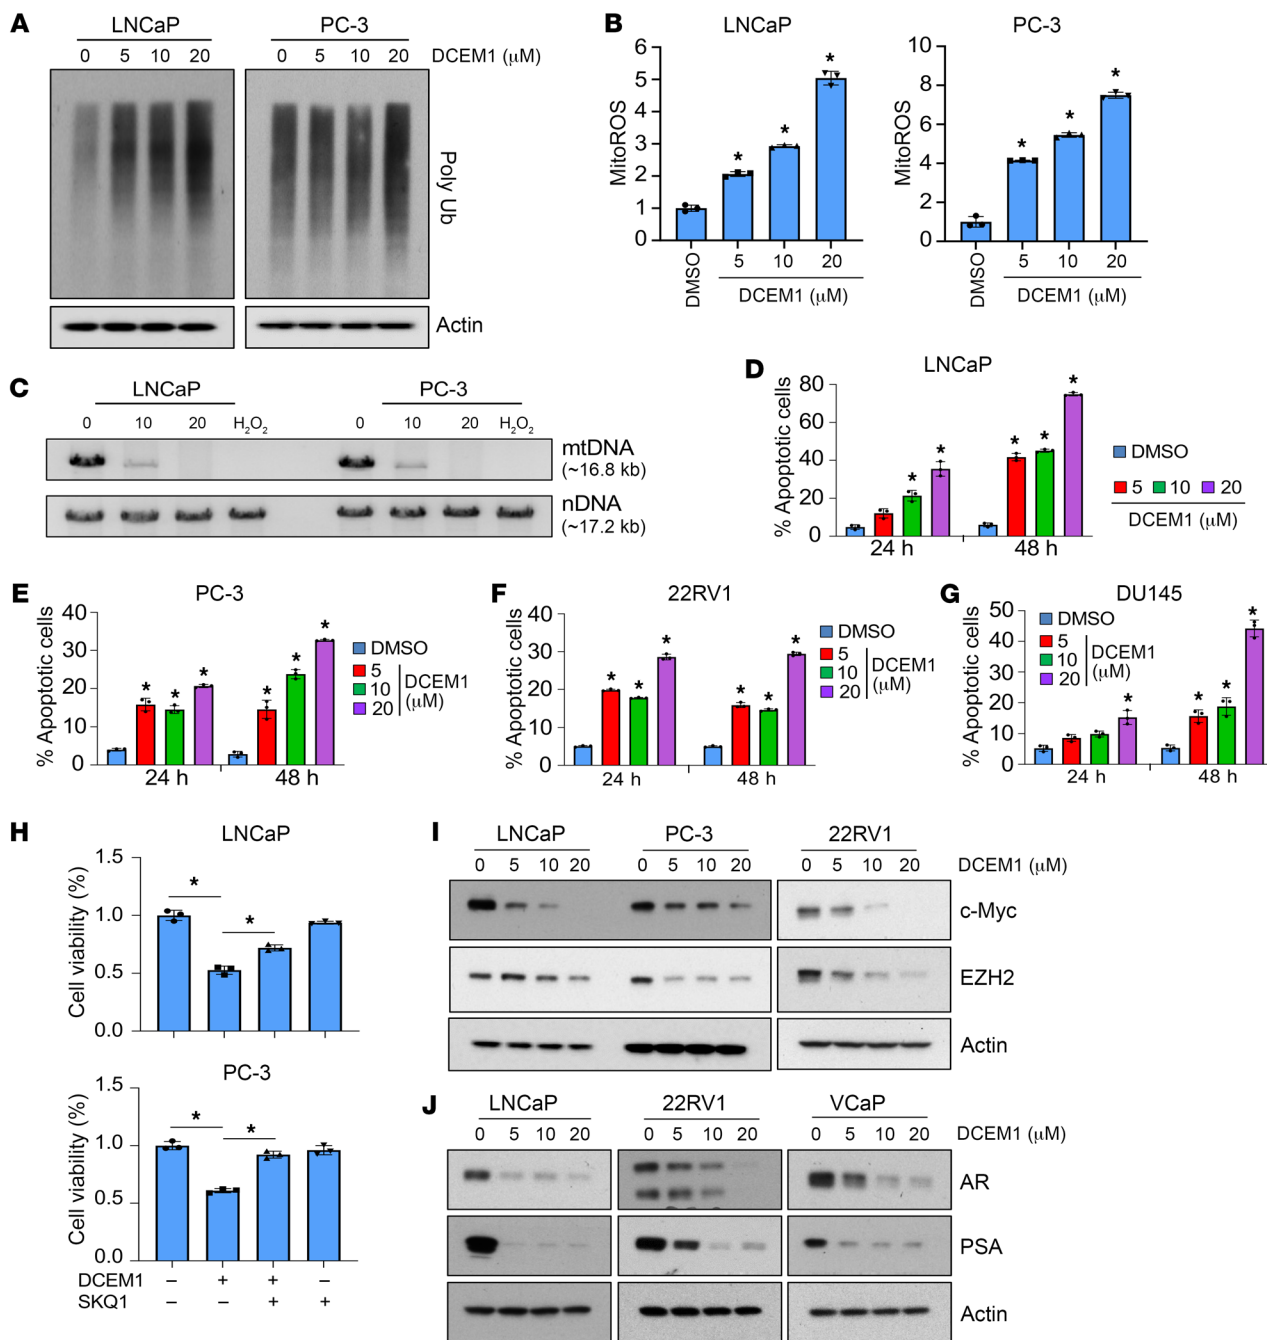 A
LNCaP
PC-3
0 5 10 20 0 5 10 20 DCEM1 (μM)
Poly Ub
Actin
B
LNCaP
PC-3
MitoROS
6
5
4
3
2
1
0
* * *
DMSO
5 10 20
DCEM1 (μM)
MitoROS
10
8
6
4
2
0
* * *
DMSO
5 10 20
DCEM1 (μM)
C
LNCaP
PC-3
0 10 20 H2O2 0 10 20 H2O2
mtDNA
(~16.8 kb)
nDNA
(~17.2 kb)
D
LNCaP
% Apoptotic cells
80
60
40
20
0
* * * * *
24 h 48 h
DMSO
5 10 20
DCEM1 (μM)
E
PC-3
% Apoptotic cells
40
30
20
10
0
* * * * * *
24 h 48 h
DMSO
5
10
20
DCEM1
(μM)
F
22RV1
% Apoptotic cells
40
30
20
10
0
* * * * * *
24 h 48 h
DMSO
5
10
20
DCEM1
(μM)
G
DU145
% Apoptotic cells
50
40
30
20
10
0
* * * *
24 h 48 h
DMSO
5
10
20
DCEM1
(μM)
H
LNCaP
Cell viability (%)
1.5
1.0
0.5
0.0
* *
PC-3
Cell viability (%)
1.5
1.0
0.5
0.0
* *
DCEM1 – + + –
SKQ1 – – + +
I
LNCaP PC-3 22RV1
0 5 10 20 0 5 10 20 0 5 10 20 DCEM1 (μM)
c-Myc
EZH2
Actin
J
LNCaP 22RV1 VCaP
0 5 10 20 0 5 10 20 0 5 10 20 DCEM1 (μM)
AR
PSA
Actin